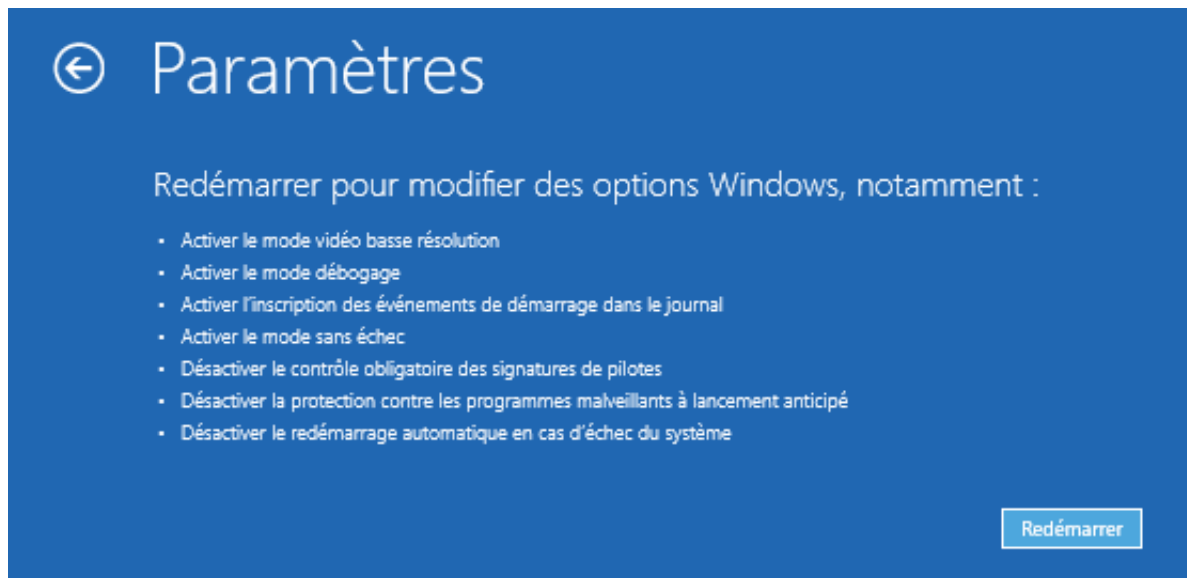 Paramètres
Redémarrer pour modifier des options Windows, notamment :
• Activer le mode vidéo basse résolution
• Activer le mode débogage
• Activer l'inscription des événements de démarrage dans le journal
• Activer le mode sans échec
• Désactiver le contrôle obligatoire des signatures de pilotes
• Désactiver la protection contre les programmes malveillants à lancement anticipé
• Désactiver le redémarrage automatique en cas d'échec du système
Redémarrer